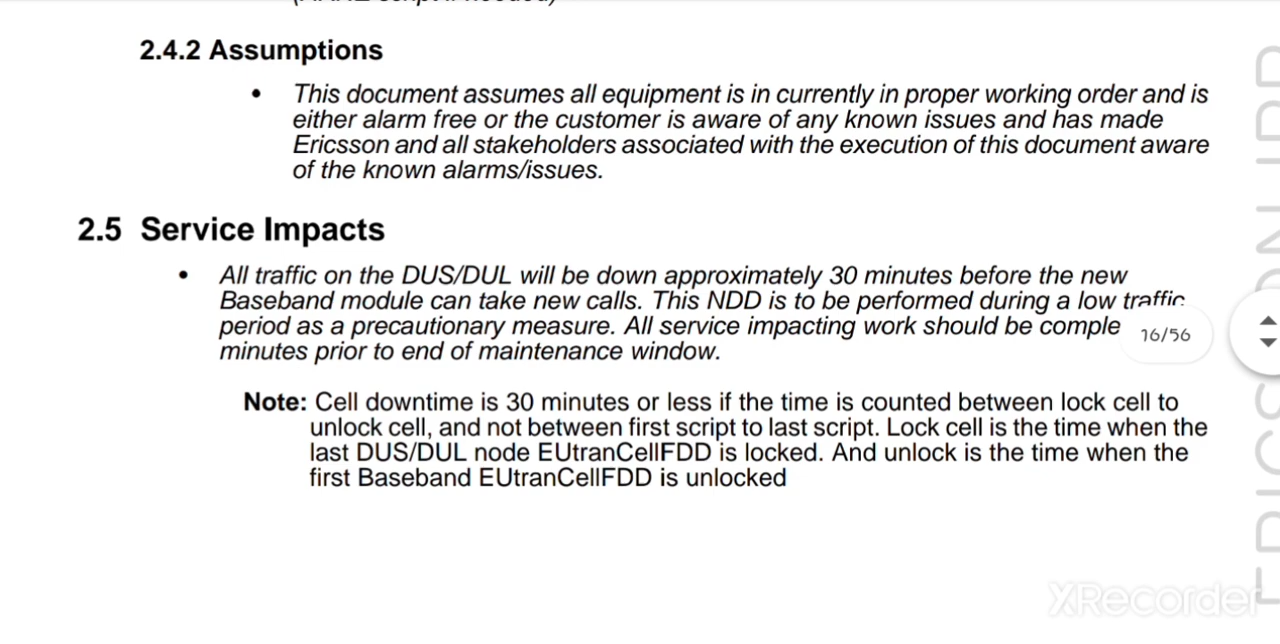 2.4.2 Assumptions
• This document assumes all equipment is in currently in proper working order and is
either alarm free or the customer is aware of any known issues and has made
Ericsson and all stakeholders associated with the execution of this document aware
of the known alarms/issues.
2.5 Service Impacts
• All traffic on the DUS/DUL will be down approximately 30 minutes before the new
Baseband module can take new calls. This NDD is to be performed during a low traffic
period as a precautionary measure. All service impacting work should be comple
minutes prior to end of maintenance window.
16/56
Note: Cell downtime is 30 minutes or less if the time is counted between lock cell to
unlock cell, and not between first script to last script. Lock cell is the time when the
last DUS/DUL node EUtranCellFDD is locked. And unlock is the time when the
first Baseband EUtranCellFDD is unlocked
XRecorder